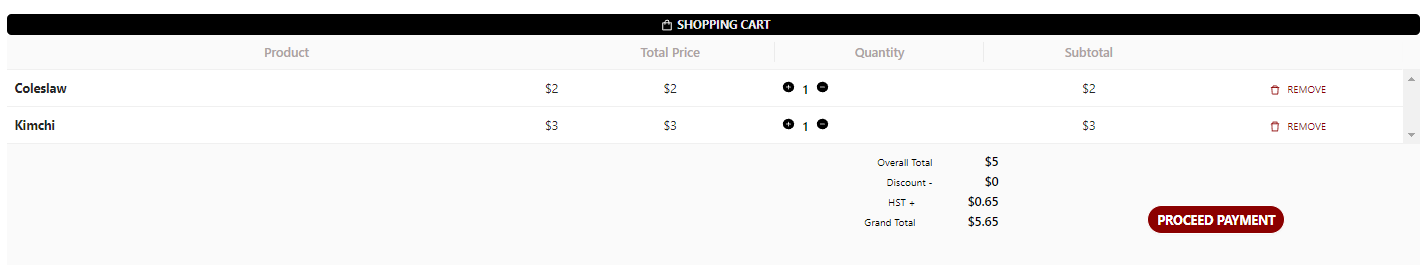 SHOPPING CART
Product Total Price Quantity Subtotal
Coleslaw $2 $2 1 $2 REMOVE
Kimchi $3 $3 1 $3 REMOVE
Overall Total $5
Discount - $0
HST + $0.65
Grand Total $5.65
PROCEED PAYMENT